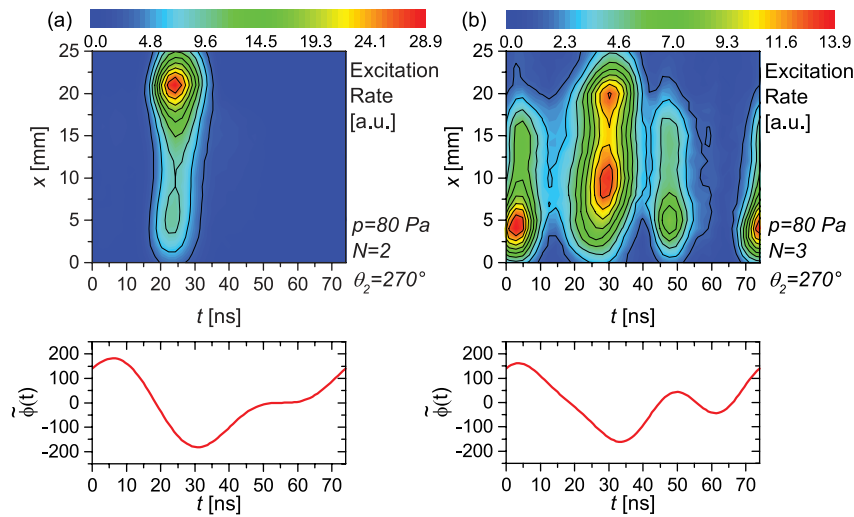 (a)
0.0 4.8 9.6 14.5 19.3 24.1 28.9
25
20
15
10
5
0
x [mm]
Excitation
Rate
[a.u.]
p=80 Pa
N=2
θ2=270°
0 10 20 30 40 50 60 70
t [ns]
(b)
0.0 2.3 4.6 7.0 9.3 11.6 13.9
25
20
15
10
5
0
x [mm]
Excitation
Rate
[a.u.]
p=80 Pa
N=3
θ2=270°
0 10 20 30 40 50 60 70
t [ns]
200
100
0
-100
-200
ϕ̃(t)
0 10 20 30 40 50 60 70
t [ns]
200
100
0
-100
-200
ϕ̃(t)
0 10 20 30 40 50 60 70
t [ns]